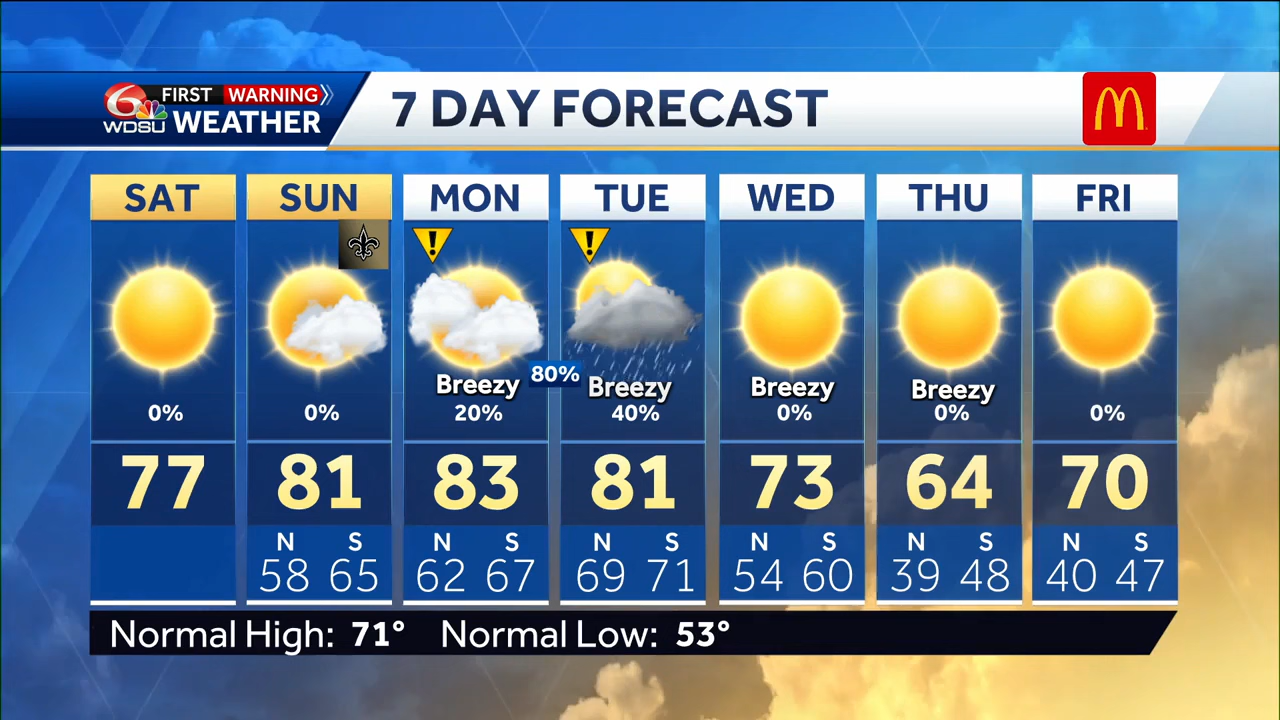 6 FIRST WARNING
WDSU WEATHER
7 DAY FORECAST
SAT SUN MON TUE WED THU FRI
! !
Breezy 80% Breezy Breezy Breezy
0% 0% 20% 40% 0% 0% 0%
77 81 83 81 73 64 70
N S N S N S N S N S N S
58 65 62 67 69 71 54 60 39 48 40 47
Normal High: 71° Normal Low: 53°